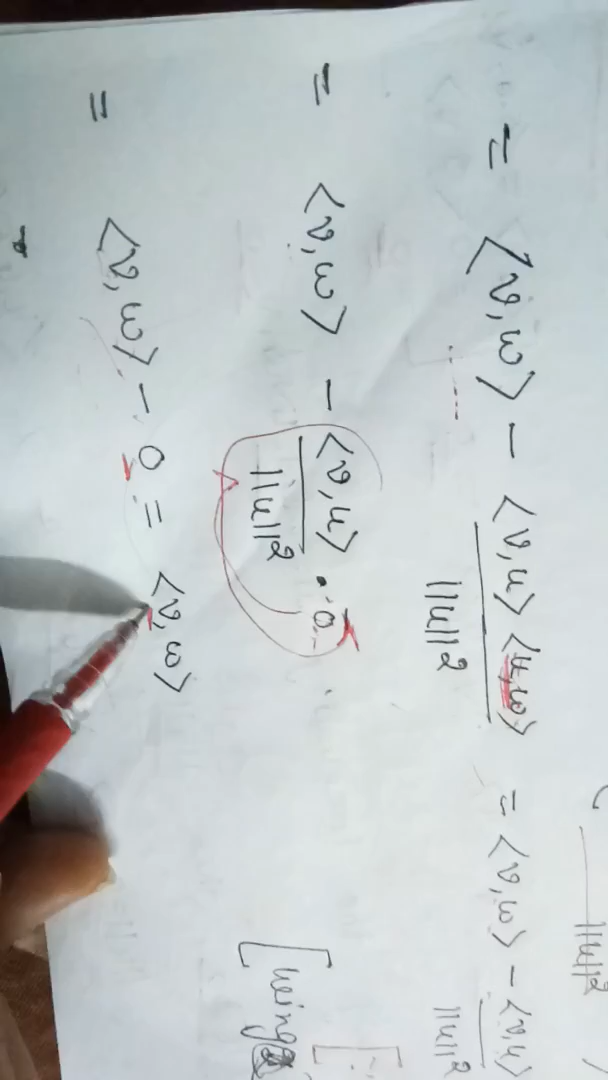 ‖u‖²
= ⟨v, w⟩ − ⟨v, u⟩ ⟨u, w⟩ / ‖u‖² = ⟨v, w⟩ − ⟨v, u⟩ / ‖u‖²
= ⟨v, w⟩ − ⟨v, u⟩ / ‖u‖² · 0 [using
= ⟨v, w⟩ − 0 = ⟨v, w⟩